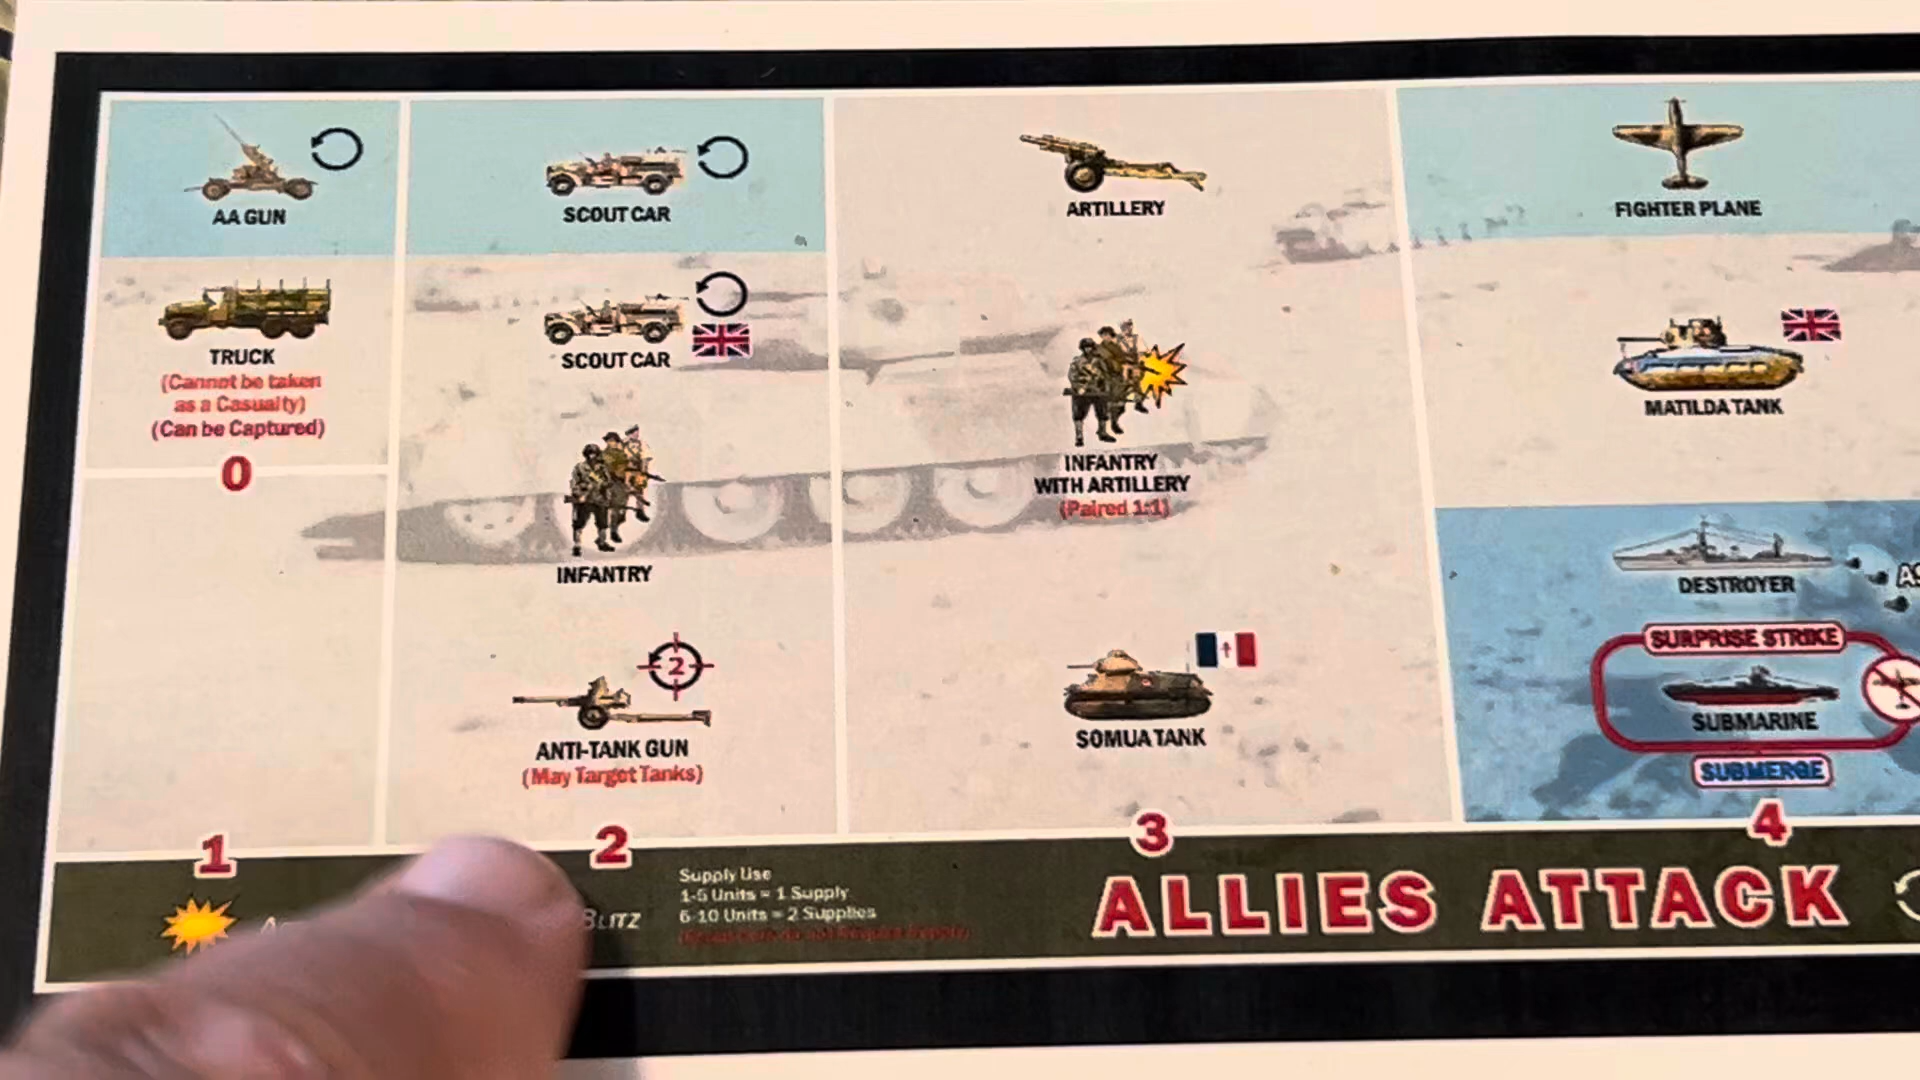 AA GUN
TRUCK
(Cannot be taken
as a Casualty)
(Can be Captured)
0
1
SCOUT CAR
SCOUT CAR
INFANTRY
2
ANTI-TANK GUN
(May Target Tanks)
2
ARTILLERY
INFANTRY
WITH ARTILLERY
(Paired 1:1)
SOMUA TANK
3
FIGHTER PLANE
MATILDA TANK
DESTROYER
SURPRISE STRIKE
SUBMARINE
SUBMERGE
4
BLITZ
Supply Use
1-5 Units = 1 Supply
6-10 Units = 2 Supplies
ALLIES ATTACK